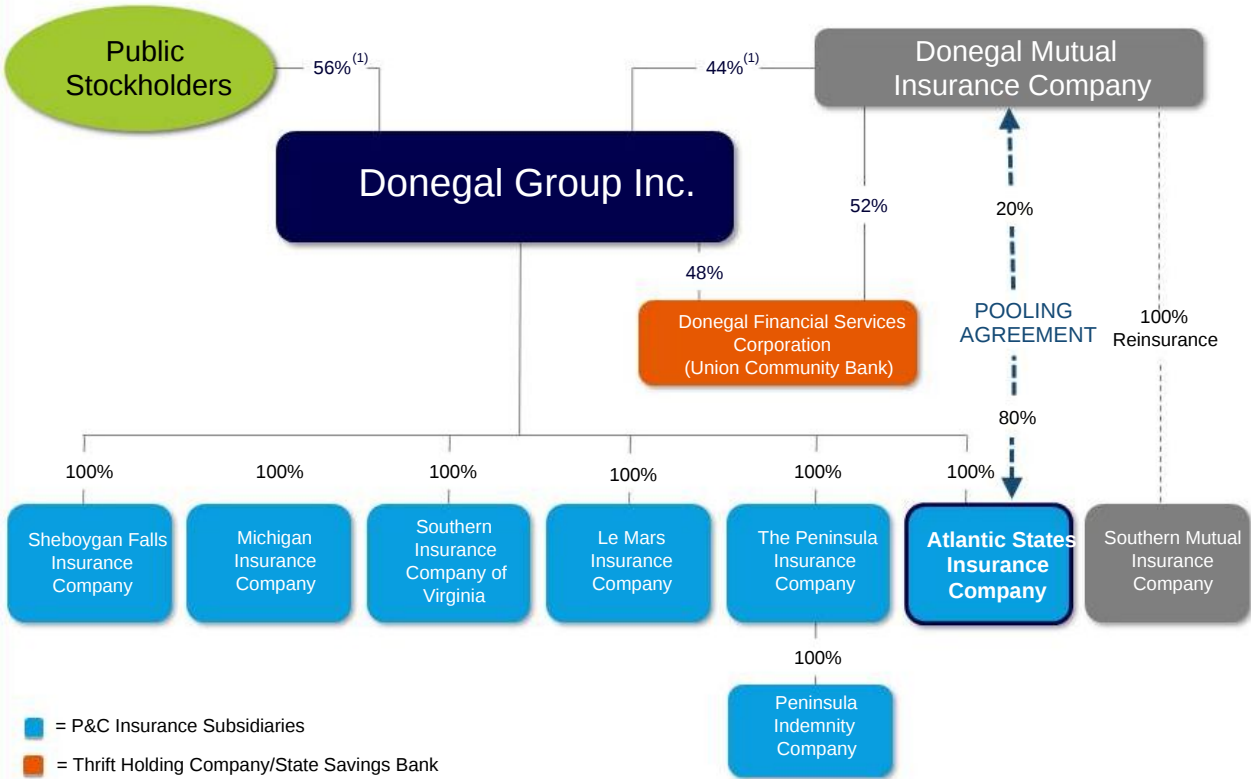 Public
Stockholders
56%(1)
44%(1)
Donegal Mutual
Insurance Company
Donegal Group Inc.
52%
20%
48%
Donegal Financial Services
Corporation
(Union Community Bank)
POOLING
AGREEMENT
100%
Reinsurance
80%
100%
100%
100%
100%
100%
100%
Sheboygan Falls
Insurance
Company
Michigan
Insurance
Company
Southern
Insurance
Company of
Virginia
Le Mars
Insurance
Company
The Peninsula
Insurance
Company
Atlantic States
Insurance
Company
Southern Mutual
Insurance
Company
100%
Peninsula
Indemnity
Company
= P&C Insurance Subsidiaries
= Thrift Holding Company/State Savings Bank